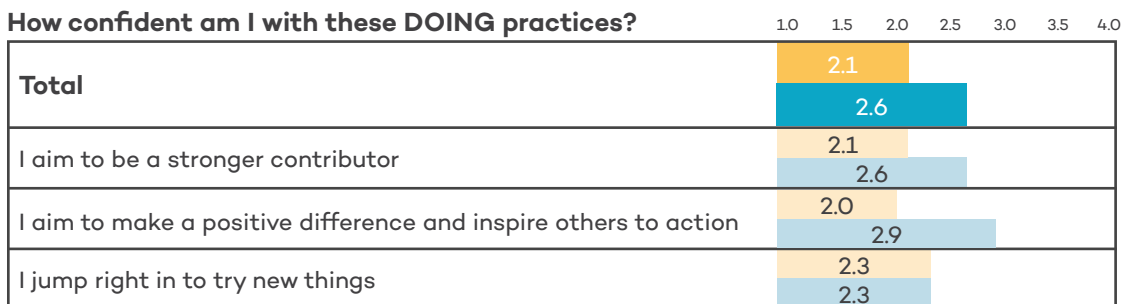 How confident am I with these DOING practices? 1.0 1.5 2.0 2.5 3.0 3.5 4.0
Total
2.1
2.6
I aim to be a stronger contributor
2.1
2.6
I aim to make a positive difference and inspire others to action
2.0
2.9
I jump right in to try new things
2.3
2.3